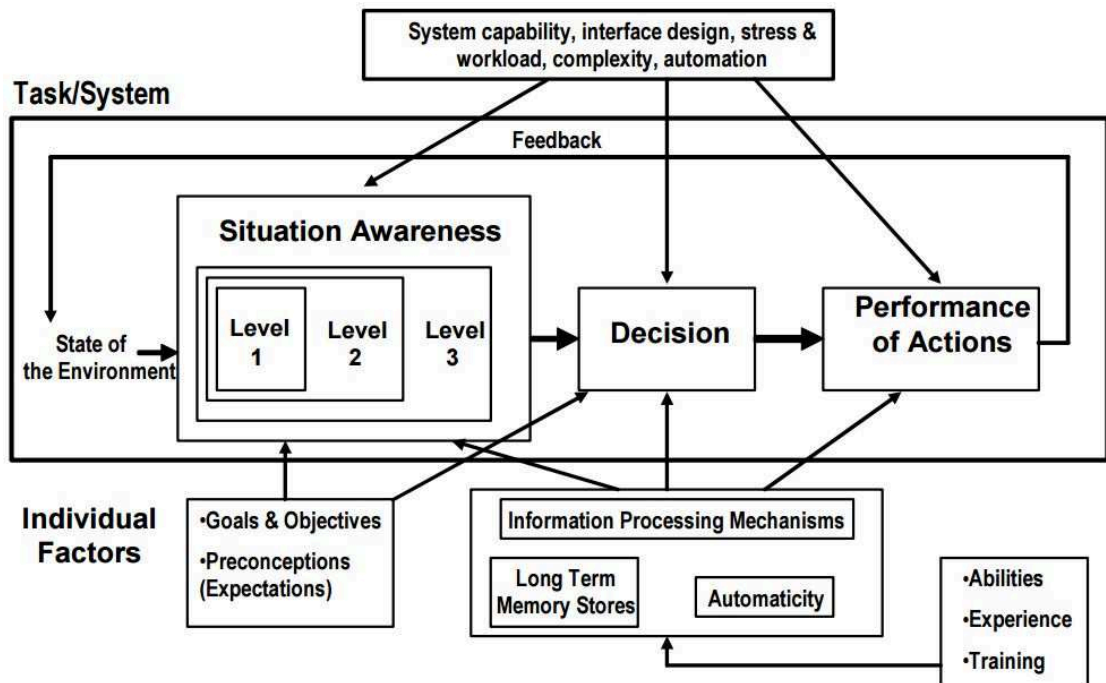 System capability, interface design, stress &
workload, complexity, automation
Task/System
Feedback
Situation Awareness
Level
1
Level
2
Level
3
State of
the Environment
Decision
Performance
of Actions
Individual
Factors
•Goals & Objectives
•Preconceptions
(Expectations)
Information Processing Mechanisms
Long Term
Memory Stores
Automaticity
•Abilities
•Experience
•Training